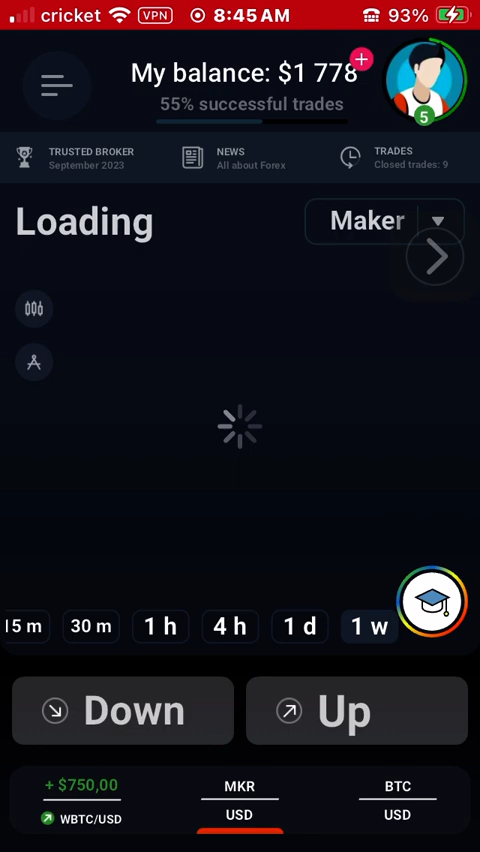 cricket VPN 8:45 AM 93%
My balance: $1 778
55% successful trades
5
TRUSTED BROKER
September 2023
NEWS
All about Forex
TRADES
Closed trades: 9
Loading
Maker
15 m
30 m
1 h
4 h
1 d
1 w
Down
Up
+ $750,00
WBTC/USD
MKR
USD
BTC
USD